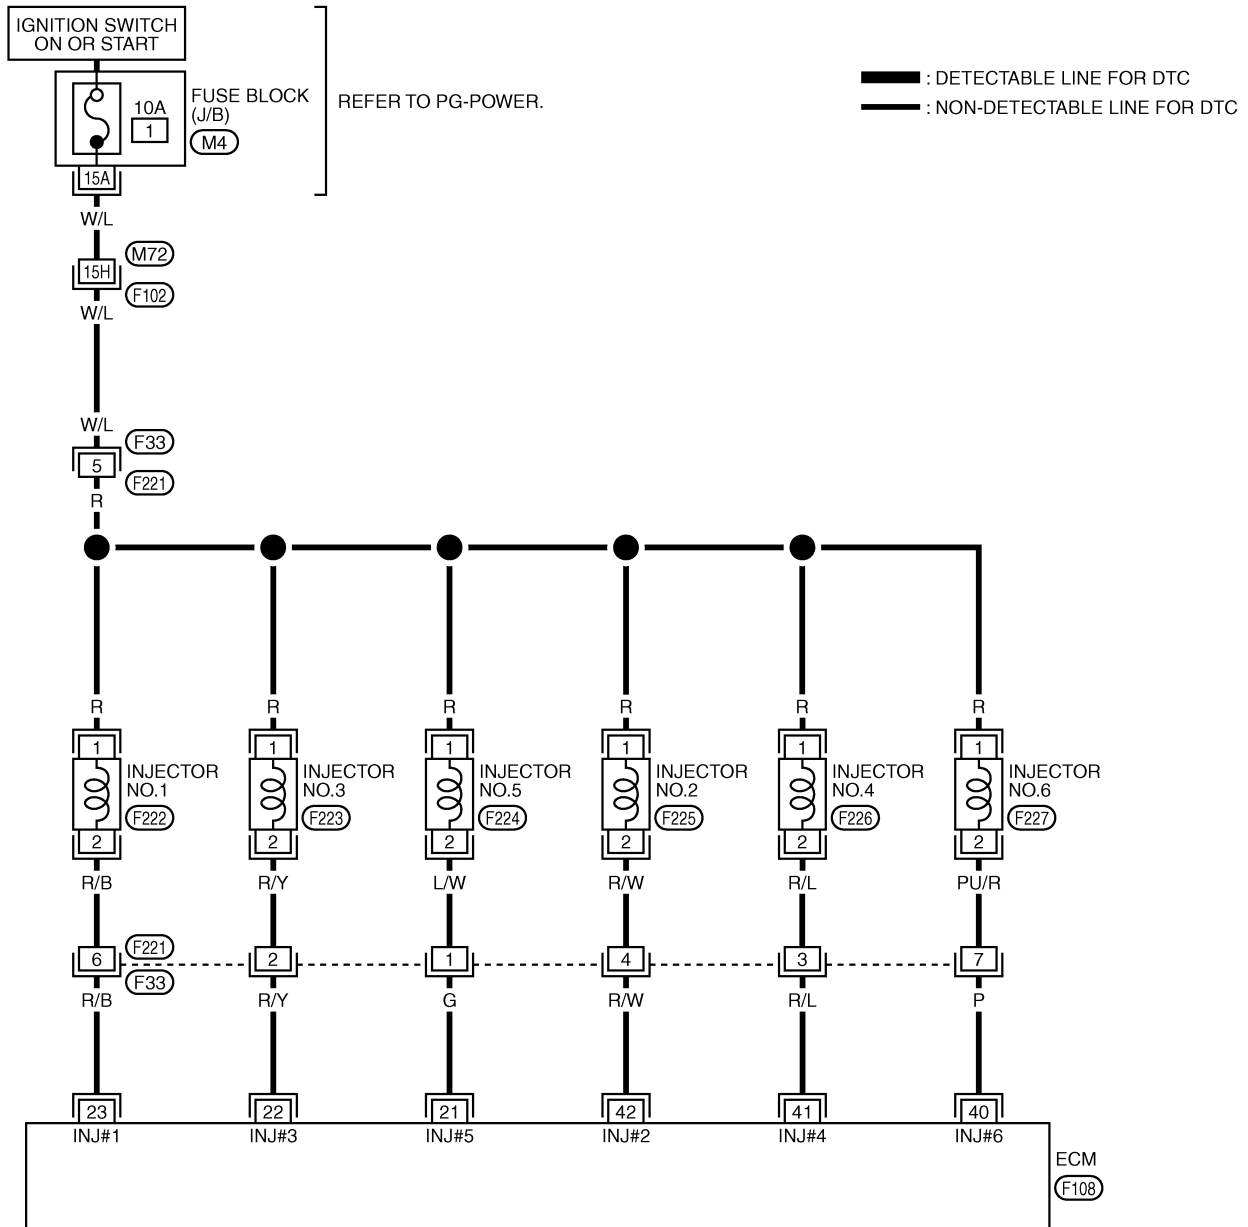 IGNITION SWITCH
ON OR START
10A
1
FUSE BLOCK
(J/B)
M4
REFER TO PG-POWER.
: DETECTABLE LINE FOR DTC
: NON-DETECTABLE LINE FOR DTC
15A
W/L
M72
15H
F102
W/L
W/L
F33
5
F221
R
R R R R R R
1 1 1 1 1 1
INJECTOR
NO.1
F222
INJECTOR
NO.3
F223
INJECTOR
NO.5
F224
INJECTOR
NO.2
F225
INJECTOR
NO.4
F226
INJECTOR
NO.6
F227
2 2 2 2 2 2
R/B R/Y L/W R/W R/L PU/R
F221
6 2 1 4 3 7
F33
R/B R/Y G R/W R/L P
23 22 21 42 41 40
INJ#1 INJ#3 INJ#5 INJ#2 INJ#4 INJ#6
ECM
F108